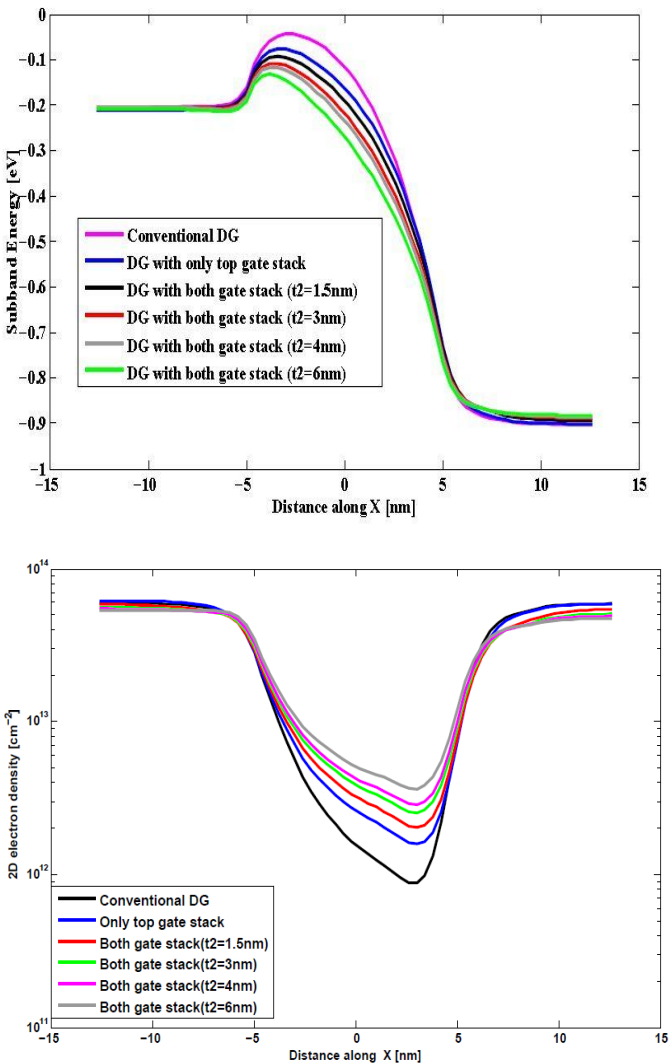 0
−0.1
−0.2
−0.3
−0.4
−0.5
−0.6
−0.7
−0.8
−0.9
−1
Subband Energy [eV]
Conventional DG
DG with only top gate stack
DG with both gate stack (t2=1.5nm)
DG with both gate stack (t2=3nm)
DG with both gate stack (t2=4nm)
DG with both gate stack (t2=6nm)
−15 −10 −5 0 5 10 15
Distance along X [nm]
10^14
10^13
10^12
10^11
2D electron density [cm^−2]
Conventional DG
Only top gate stack
Both gate stack(t2=1.5nm)
Both gate stack(t2=3nm)
Both gate stack(t2=4nm)
Both gate stack(t2=6nm)
−15 −10 −5 0 5 10 15
Distance along X [nm]